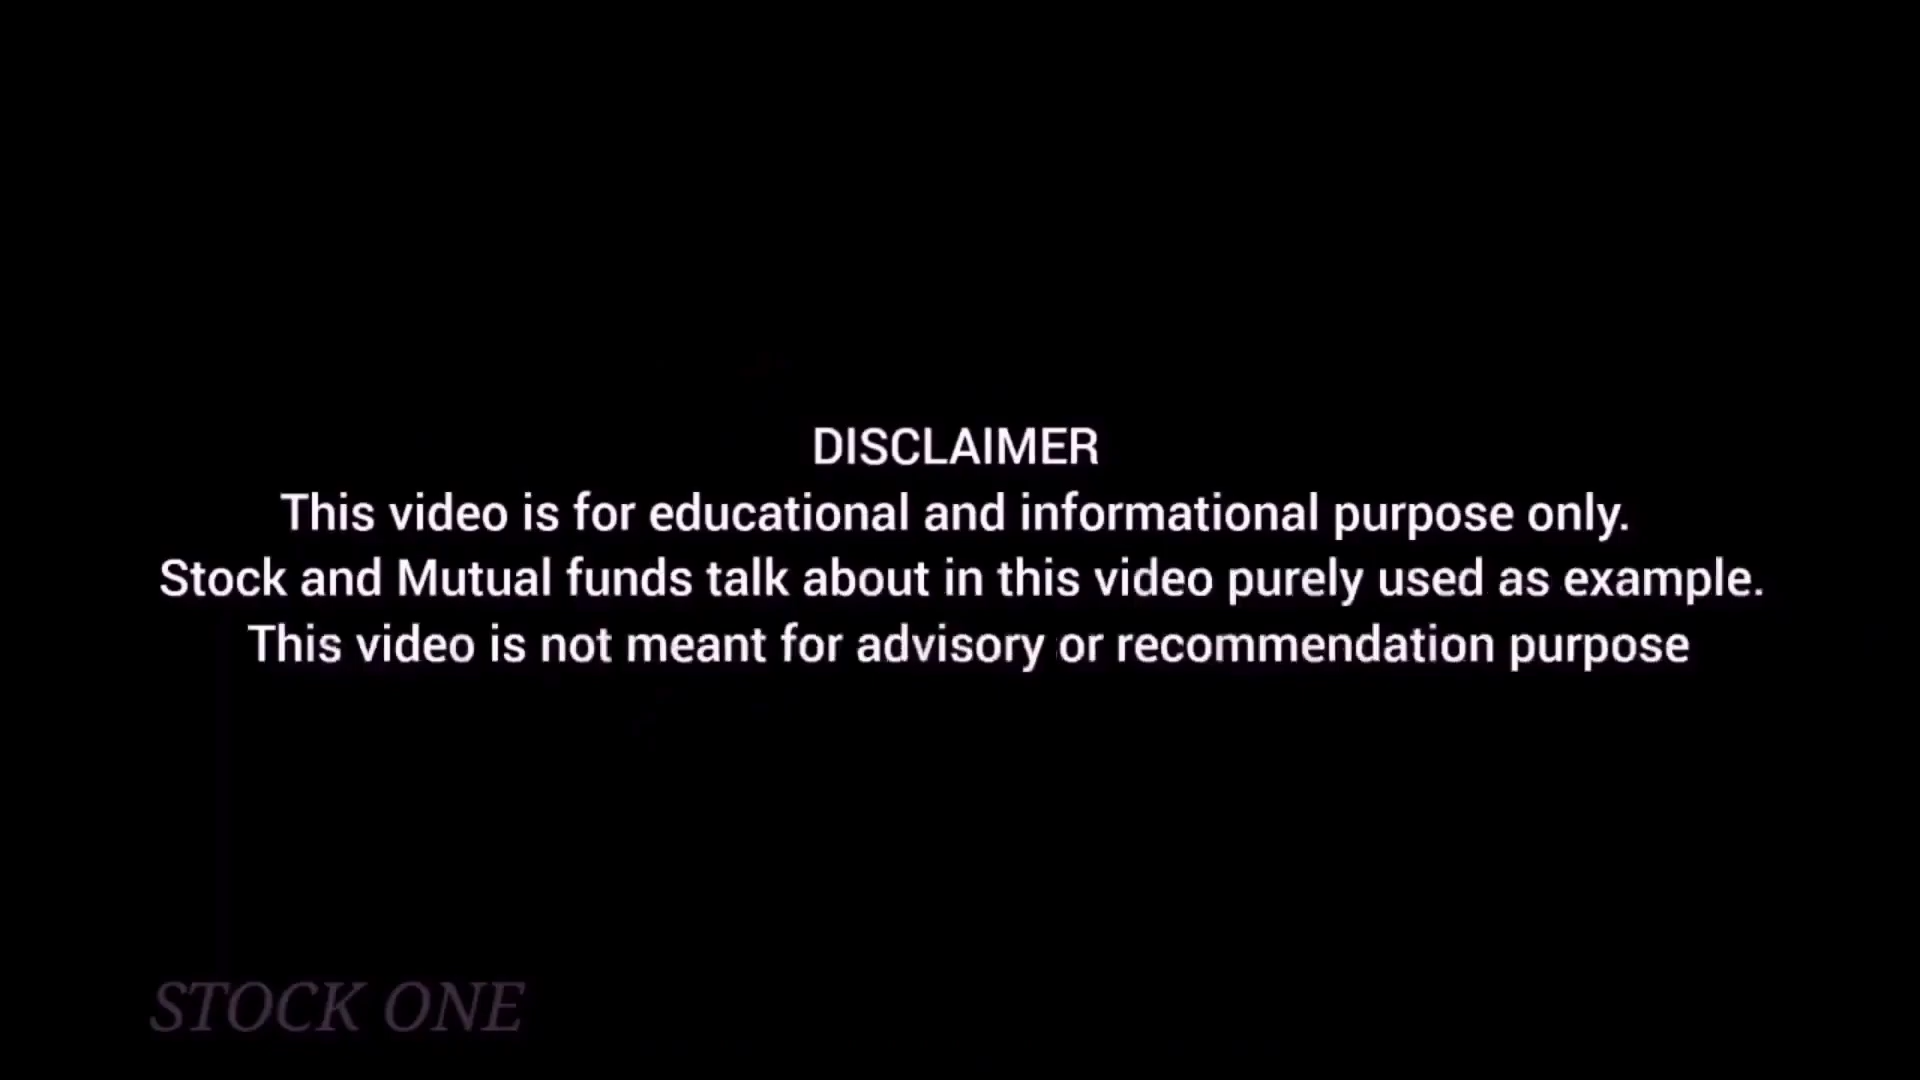 DISCLAIMER
This video is for educational and informational purpose only.
Stock and Mutual funds talk about in this video purely used as example.
This video is not meant for advisory or recommendation purpose
STOCK ONE